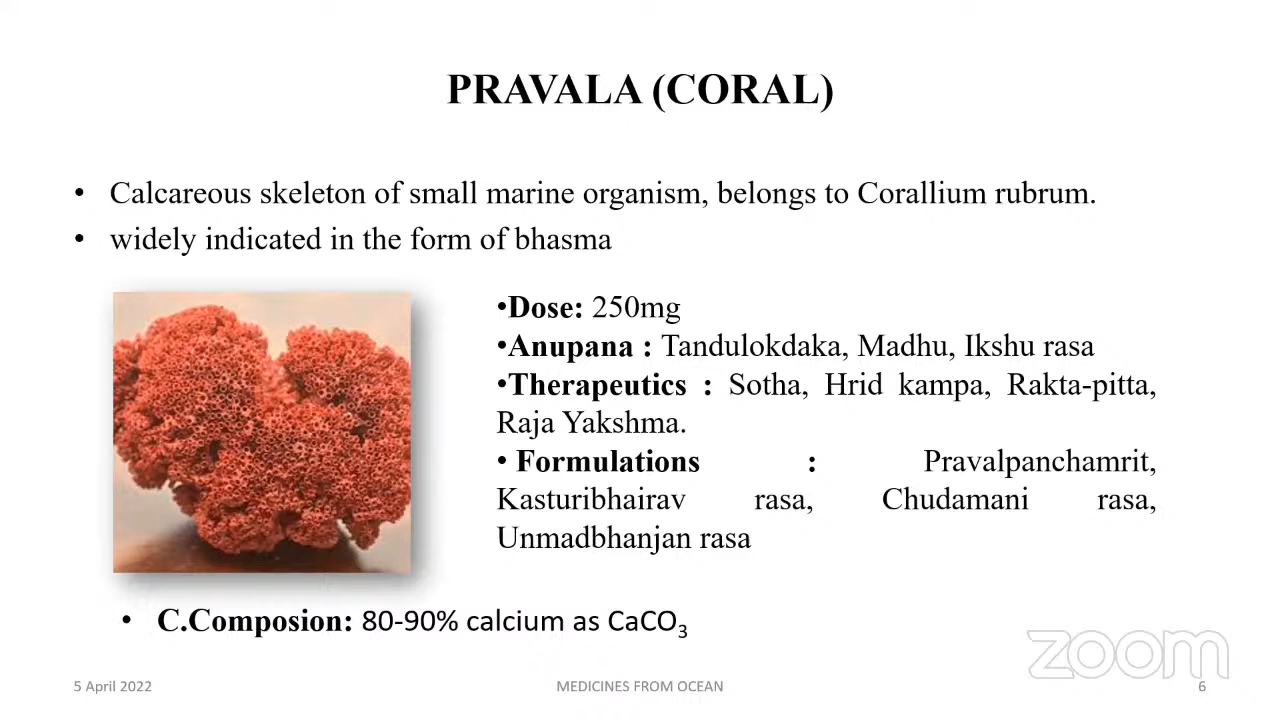 PRAVALA (CORAL)
• Calcareous skeleton of small marine organism, belongs to Corallium rubrum.
• widely indicated in the form of bhasma
•Dose: 250mg
•Anupana : Tandulokdaka, Madhu, Ikshu rasa
•Therapeutics : Sotha, Hrid kampa, Rakta-pitta,
Raja Yakshma.
• Formulations : Pravalpanchamrit,
Kasturibhairav rasa, Chudamani rasa,
Unmadbhanjan rasa
• C.Composion: 80-90% calcium as CaCO₃
zoom
5 April 2022 MEDICINES FROM OCEAN 6